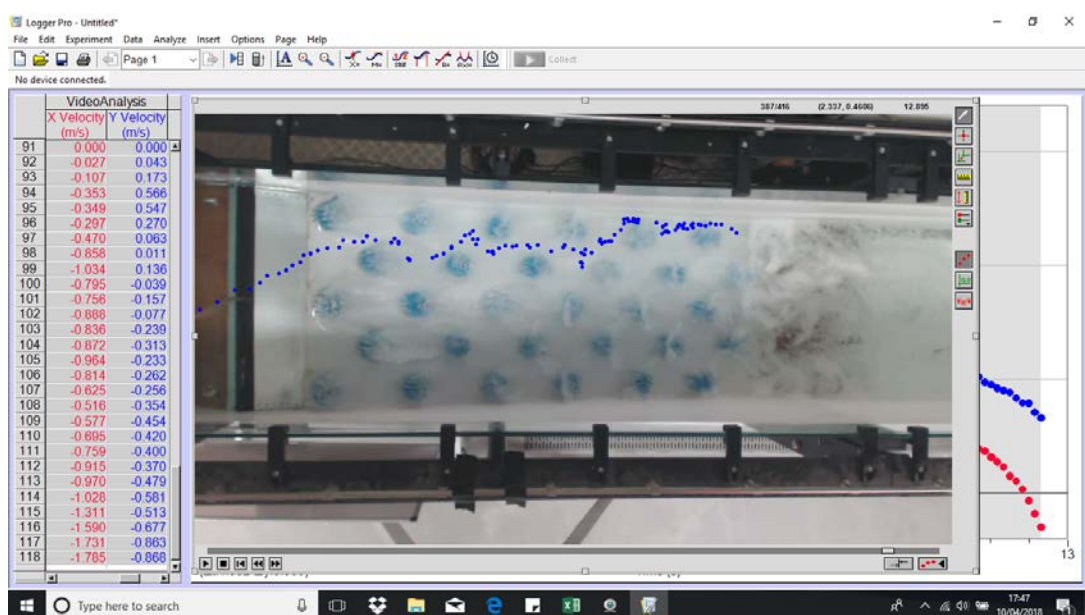 Logger Pro - Untitled*
File Edit Experiment Data Analyze Insert Options Page Help
Page 1
Collect
No device connected.
VideoAnalysis
X Velocity Y Velocity
(m/s) (m/s)
387/416 (2.337, 0.4606) 12.895
91 0.000 0.000
92 -0.027 0.043
93 -0.107 0.173
94 -0.353 0.566
95 -0.349 0.547
96 -0.297 0.270
97 -0.470 0.063
98 -0.858 0.011
99 -1.034 0.136
100 -0.795 -0.039
101 -0.756 -0.157
102 -0.888 -0.077
103 -0.836 -0.239
104 -0.872 -0.313
105 -0.964 -0.233
106 -0.814 -0.262
107 -0.625 -0.256
108 -0.516 -0.354
109 -0.577 -0.454
110 -0.695 -0.420
111 -0.759 -0.400
112 -0.915 -0.370
113 -0.970 -0.479
114 -1.028 -0.581
115 -1.311 -0.513
116 -1.590 -0.677
117 -1.731 -0.863
118 -1.785 -0.868
13
Type here to search
17:47
10/04/2018